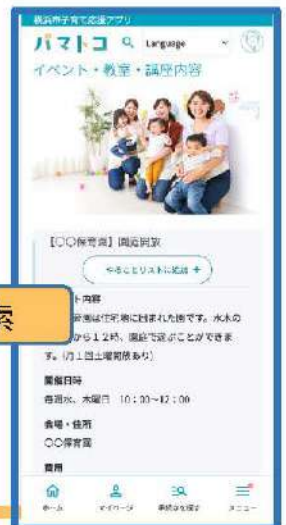 横浜市子育て応援アプリ
パマトコ
Language
イベント・教室・講座内容
【〇〇保育園】園庭開放
やることリストに追加 +
ト内容
園は住宅地に囲まれた園です。水木の
から12時、園庭で遊ぶことができま
す。(月1回土曜開放あり)
開催日時
毎週水、木曜日 10:00~12:00
会場・住所
〇〇保育園
費用
ホーム
マイページ
メニュー